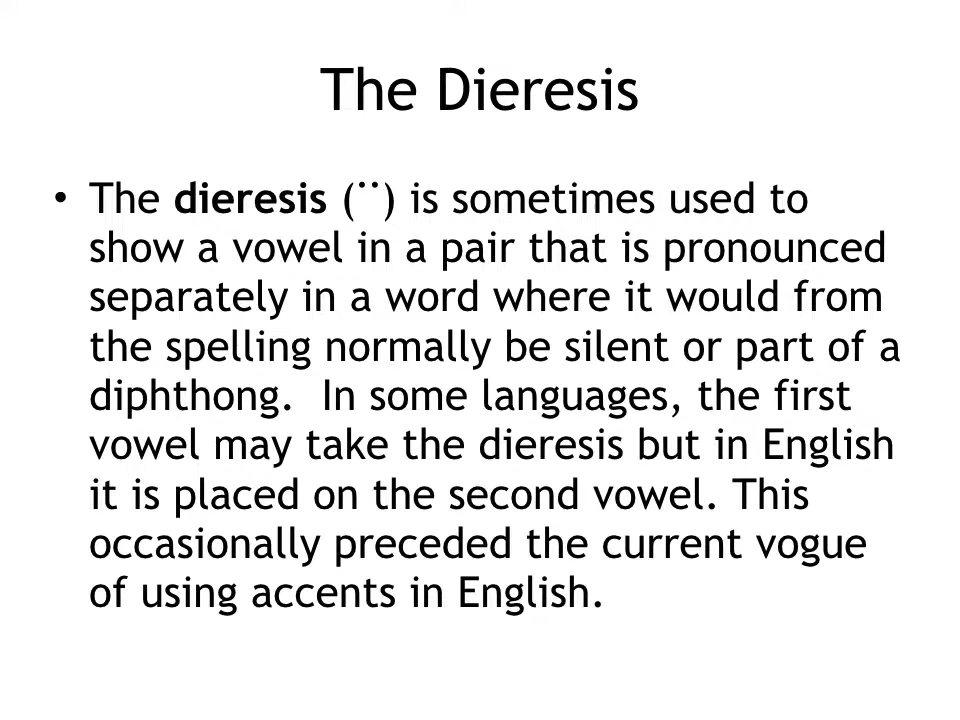 The Dieresis
• The dieresis (¨) is sometimes used to
show a vowel in a pair that is pronounced
separately in a word where it would from
the spelling normally be silent or part of a
diphthong.  In some languages, the first
vowel may take the dieresis but in English
it is placed on the second vowel. This
occasionally preceded the current vogue
of using accents in English.